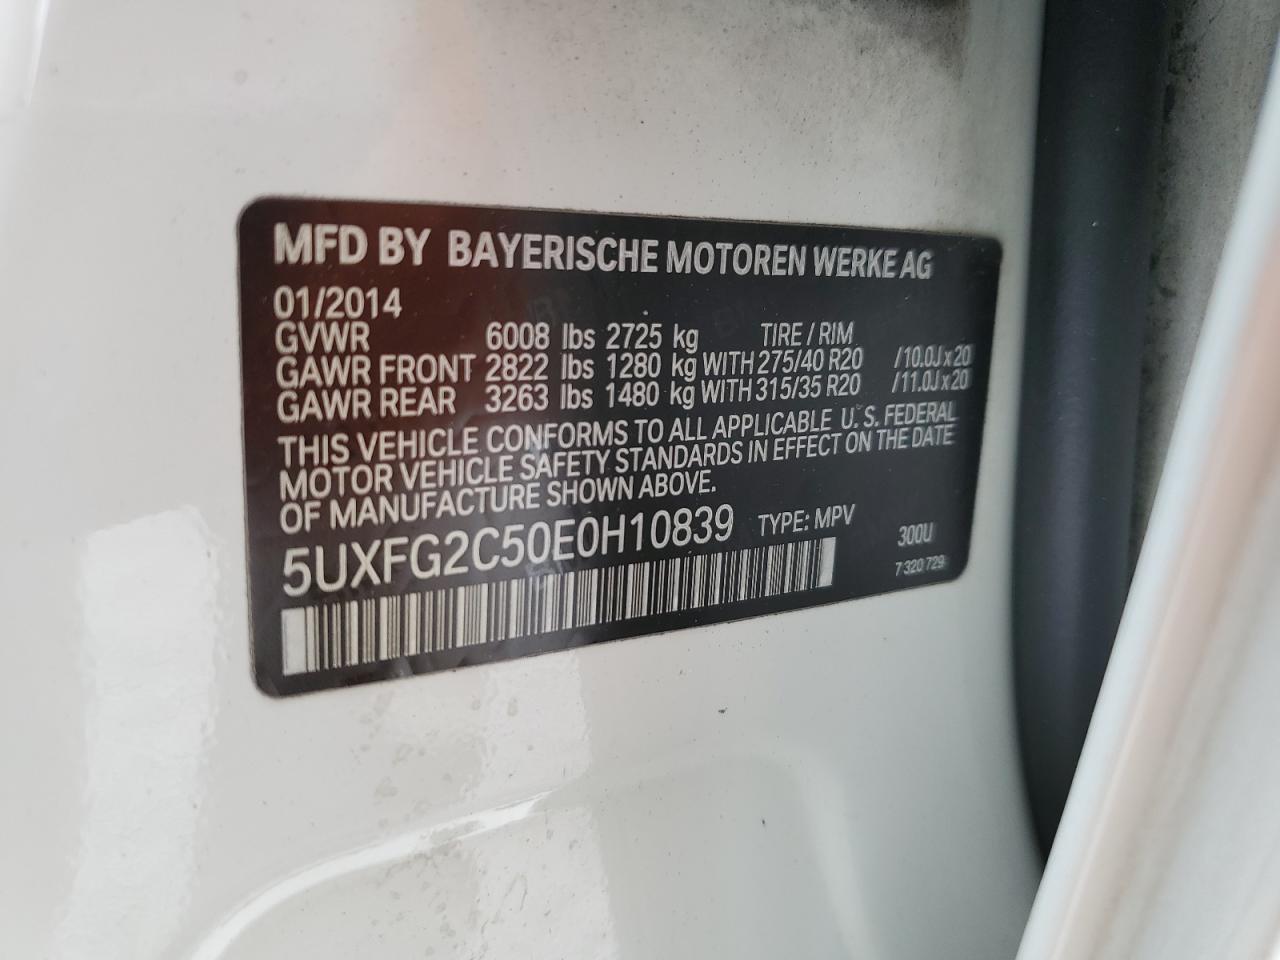 MFD BY BAYERISCHE MOTOREN WERKE AG
01/2014
GVWR 6008 lbs 2725 kg TIRE / RIM
GAWR FRONT 2822 lbs 1280 kg WITH 275/40 R20 /10.0J x 20
GAWR REAR 3263 lbs 1480 kg WITH 315/35 R20 /11.0J x 20
THIS VEHICLE CONFORMS TO ALL APPLICABLE U.S. FEDERAL
MOTOR VEHICLE SAFETY STANDARDS IN EFFECT ON THE DATE
OF MANUFACTURE SHOWN ABOVE.
5UXFG2C50E0H10839 TYPE: MPV 300U
7 320 729